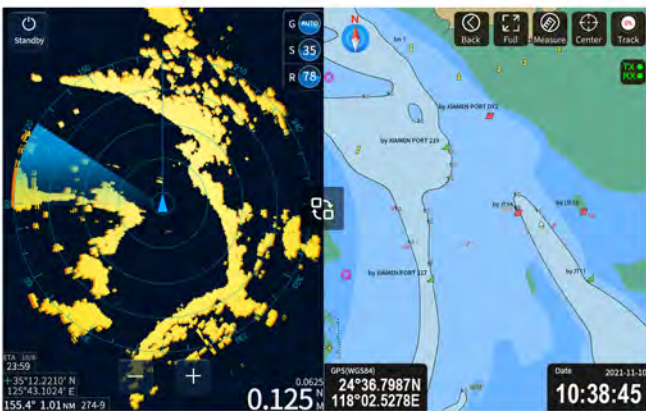 Standby
G AUTO
S 35
R 78
N
Back
Full
Measure
Center
Track
TX
RX
by XIAMEN PORT DY2
by XIAMEN PORT 229
by XIAMEN PORT 227
ETA
23:59
+35°12.2210' N
125°43.1024' E
155.4° 1.01 NM 274-9
0.0625
0.125 N
M
GPS(WGS84)
24°36.7987N
118°02.5278E
Date 2021-11-10
10:38:45